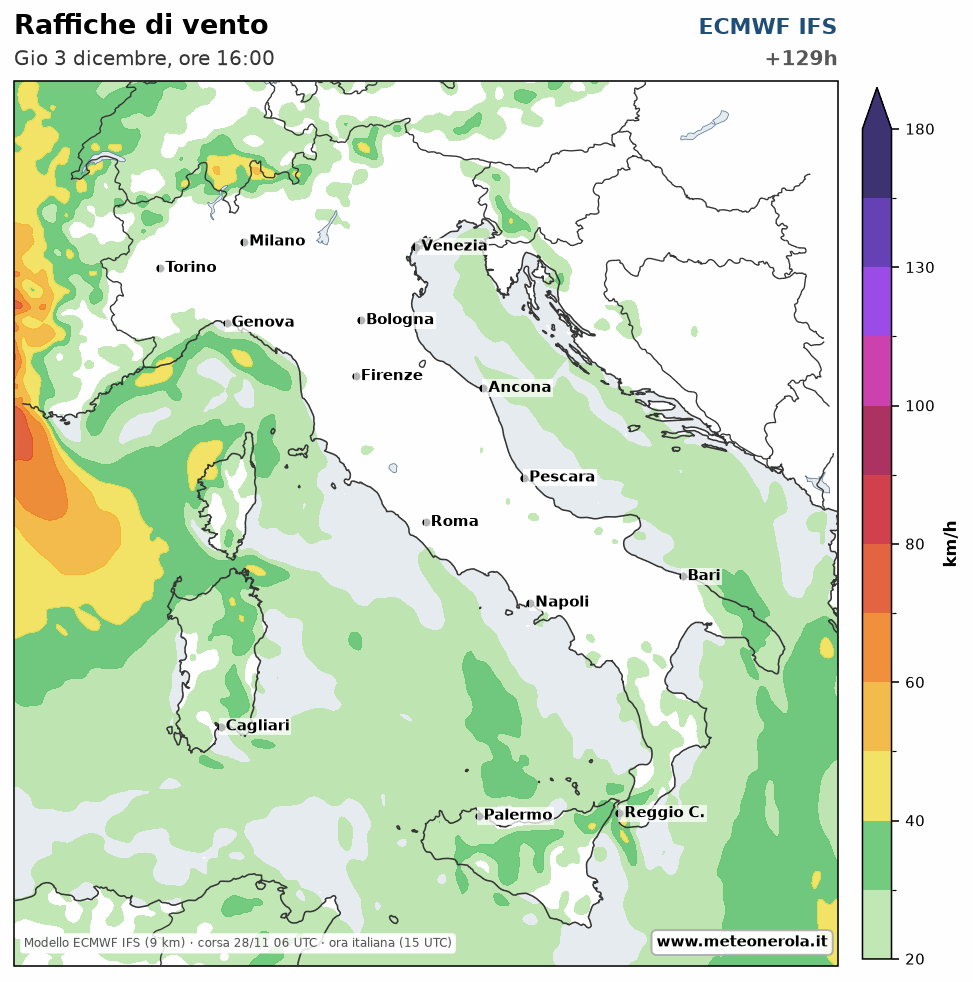 Raffiche di vento
ECMWF IFS
Gio 3 dicembre, ore 16:00
+129h
Milano
Torino
Venezia
Genova
Bologna
Firenze
Ancona
Pescara
Roma
Bari
Napoli
Cagliari
Palermo
Reggio C.
180
130
100
80
60
40
20
km/h
Modello ECMWF IFS (9 km) · corsa 28/11 06 UTC · ora italiana (15 UTC)
www.meteonerola.it